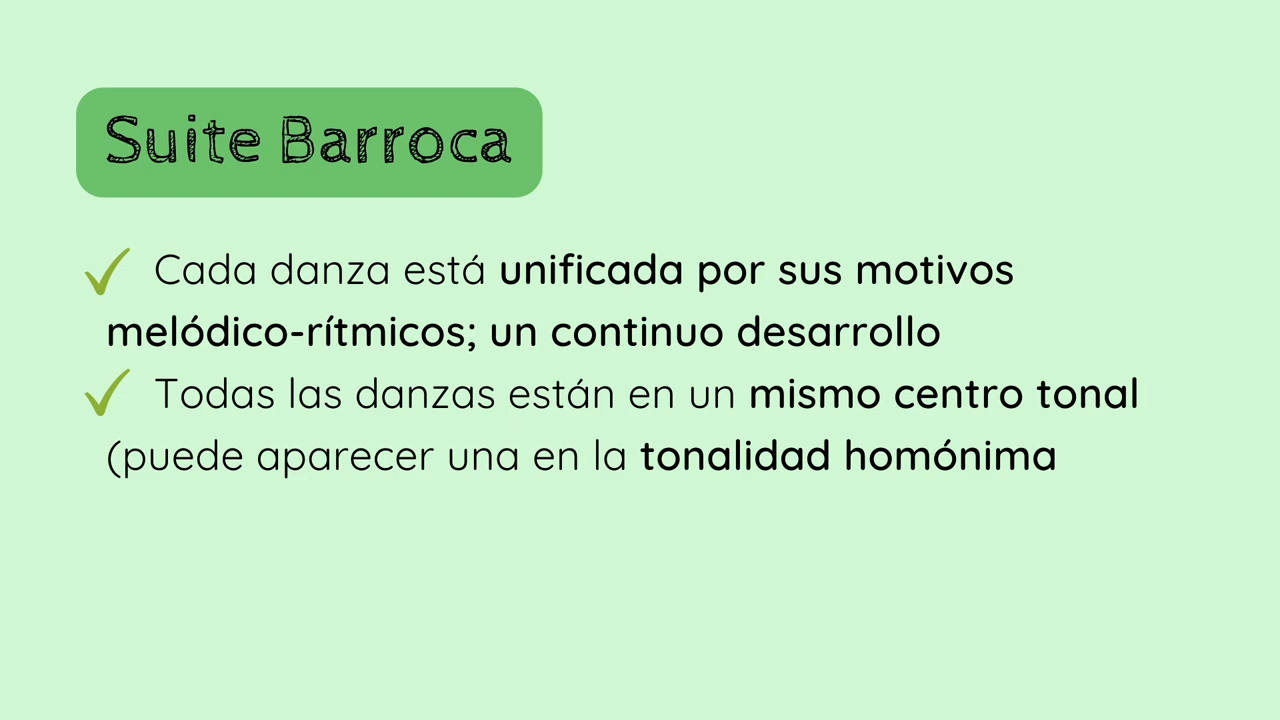 Suite Barroca
Cada danza está unificada por sus motivos
melódico-rítmicos; un continuo desarrollo
Todas las danzas están en un mismo centro tonal
(puede aparecer una en la tonalidad homónima